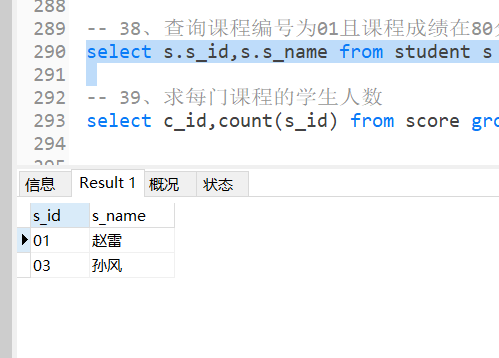 288
289 -- 38、查询课程编号为01且课程成绩在80
290 select s.s_id,s.s_name from student s
291
292 -- 39、求每门课程的学生人数
293 select c_id,count(s_id) from score gro
294
信息 Result 1 概况 状态
s_id s_name
01 赵雷
03 孙风